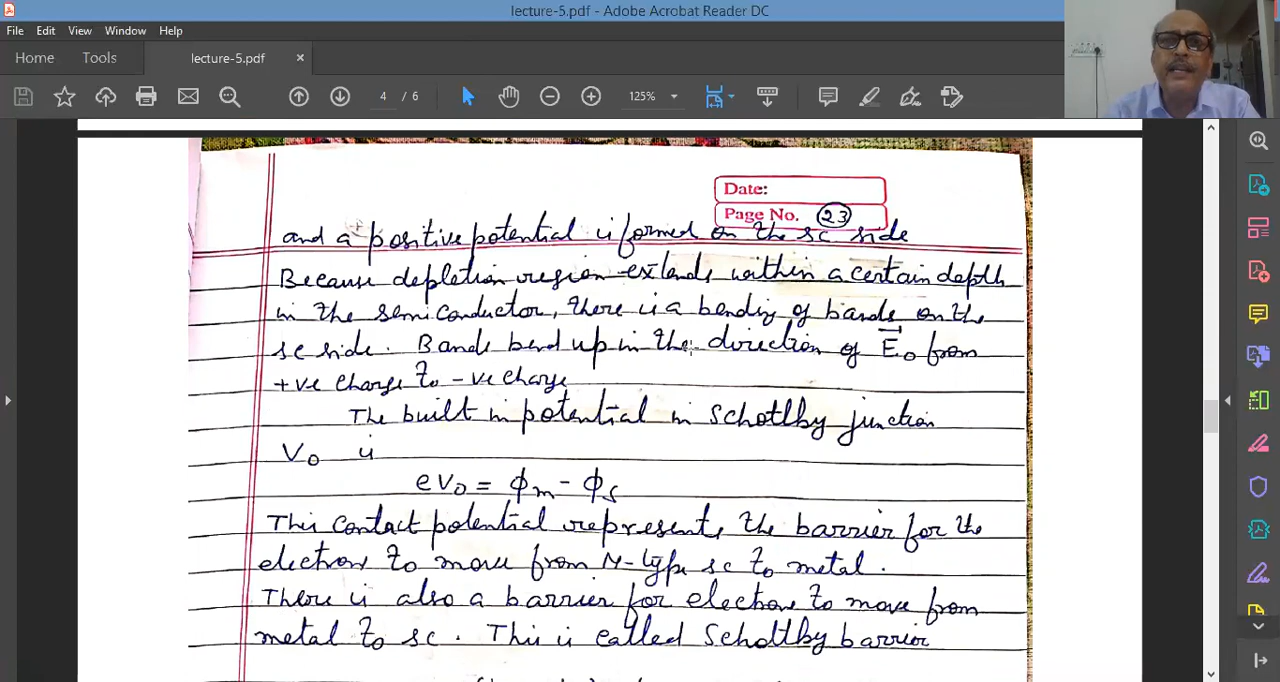 lecture-5.pdf - Adobe Acrobat Reader DC
File Edit View Window Help
Home Tools lecture-5.pdf ×
4 / 6 125%
Date:
Page No. 23
and a positive potential is formed on the sc side
Because depletion region extends within a certain depth
in the semiconductor, there is a bending of bands on the
sc side. Bands bend up in the direction of E₀ from
+ve charge to -ve charge
The built in potential in Schottky junction
V₀ is
eV₀ = ϕm - ϕs
This contact potential represents the barrier for the
electron to move from N-type sc to metal.
There is also a barrier for electrons to move from
metal to sc. This is called Schottky barrier